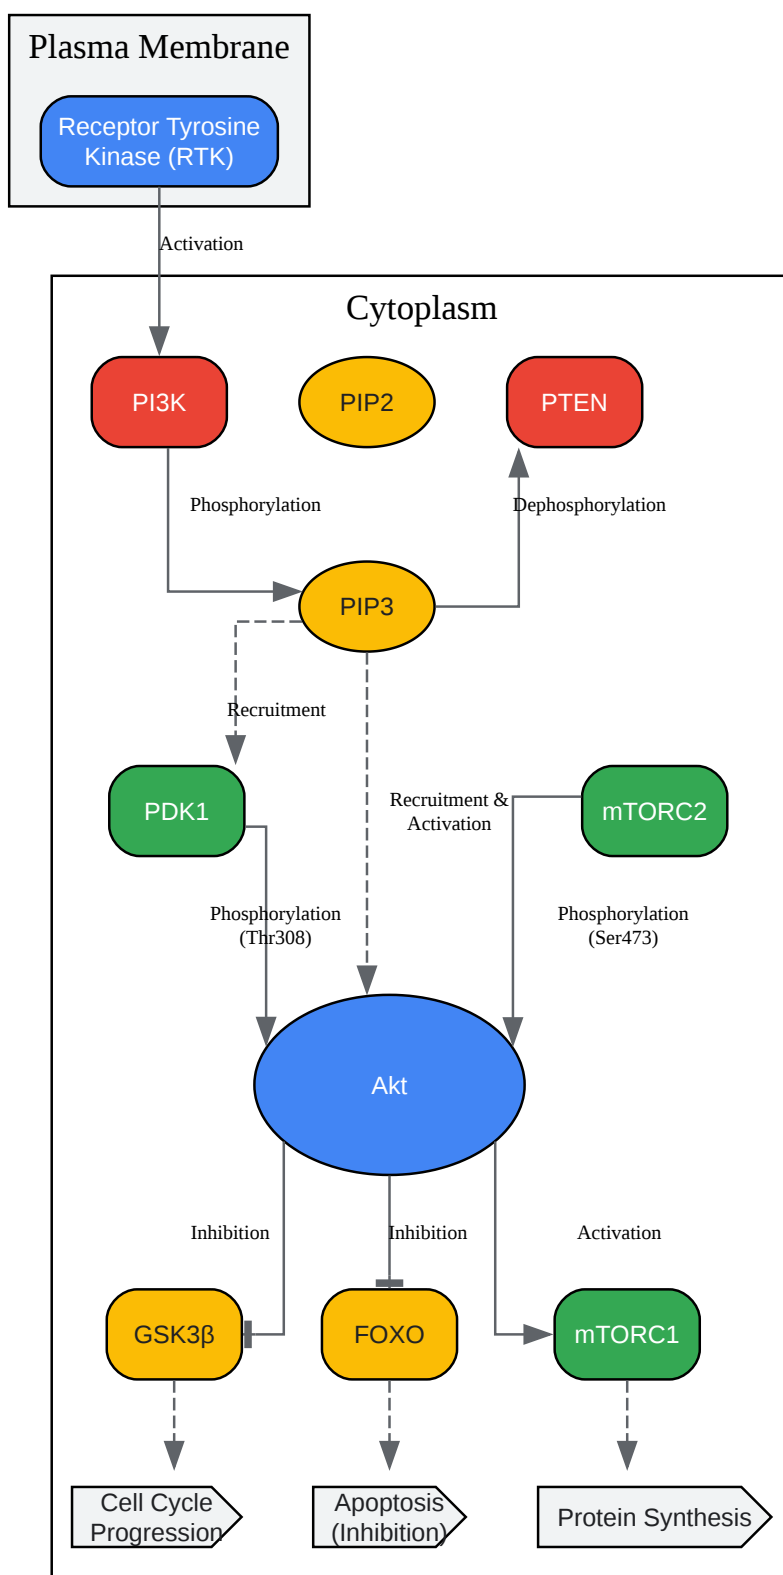 Plasma Membrane
Receptor Tyrosine
Kinase (RTK)
Activation
Cytoplasm
PI3K
PIP2
PTEN
Phosphorylation
Dephosphorylation
PIP3
Recruitment
PDK1
Recruitment &
Activation
mTORC2
Phosphorylation
(Thr308)
Phosphorylation
(Ser473)
Akt
Inhibition
Inhibition
Activation
GSK3β
FOXO
mTORC1
Cell Cycle
Progression
Apoptosis
(Inhibition)
Protein Synthesis